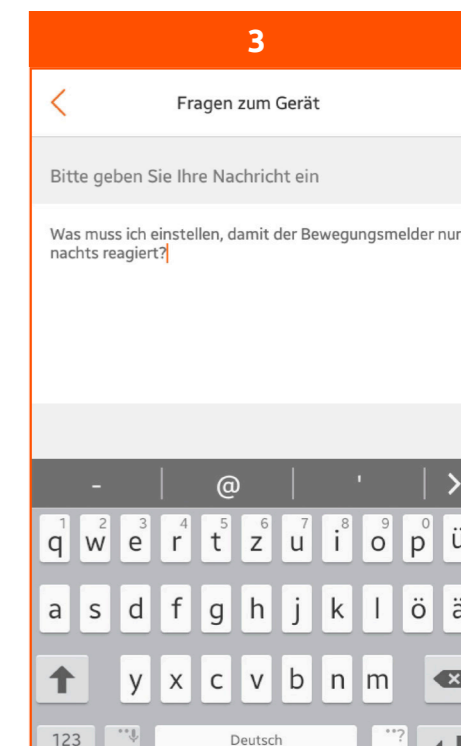 3
Fragen zum Gerät
Bitte geben Sie Ihre Nachricht ein
Was muss ich einstellen, damit der Bewegungsmelder nur
nachts reagiert?
- @ '
1 2 3 4 5 6 7 8 9 0
q w e r t z u i o p ü
a s d f g h j k l ö ä
y x c v b n m
123 Deutsch ?